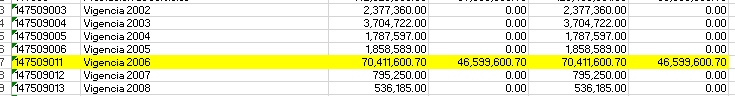 147509003 Vigencia 2002 2,377,360.00 0.00 2,377,360.00 0.00
147509004 Vigencia 2003 3,704,722.00 0.00 3,704,722.00 0.00
147509005 Vigencia 2004 1,787,597.00 0.00 1,787,597.00 0.00
147509006 Vigencia 2005 1,858,589.00 0.00 1,858,589.00 0.00
147509011 Vigencia 2006 70,411,600.70 46,599,600.70 70,411,600.70 46,599,600.70
147509012 Vigencia 2007 795,250.00 0.00 795,250.00 0.00
147509013 Vigencia 2008 536,185.00 0.00 536,185.00 0.00